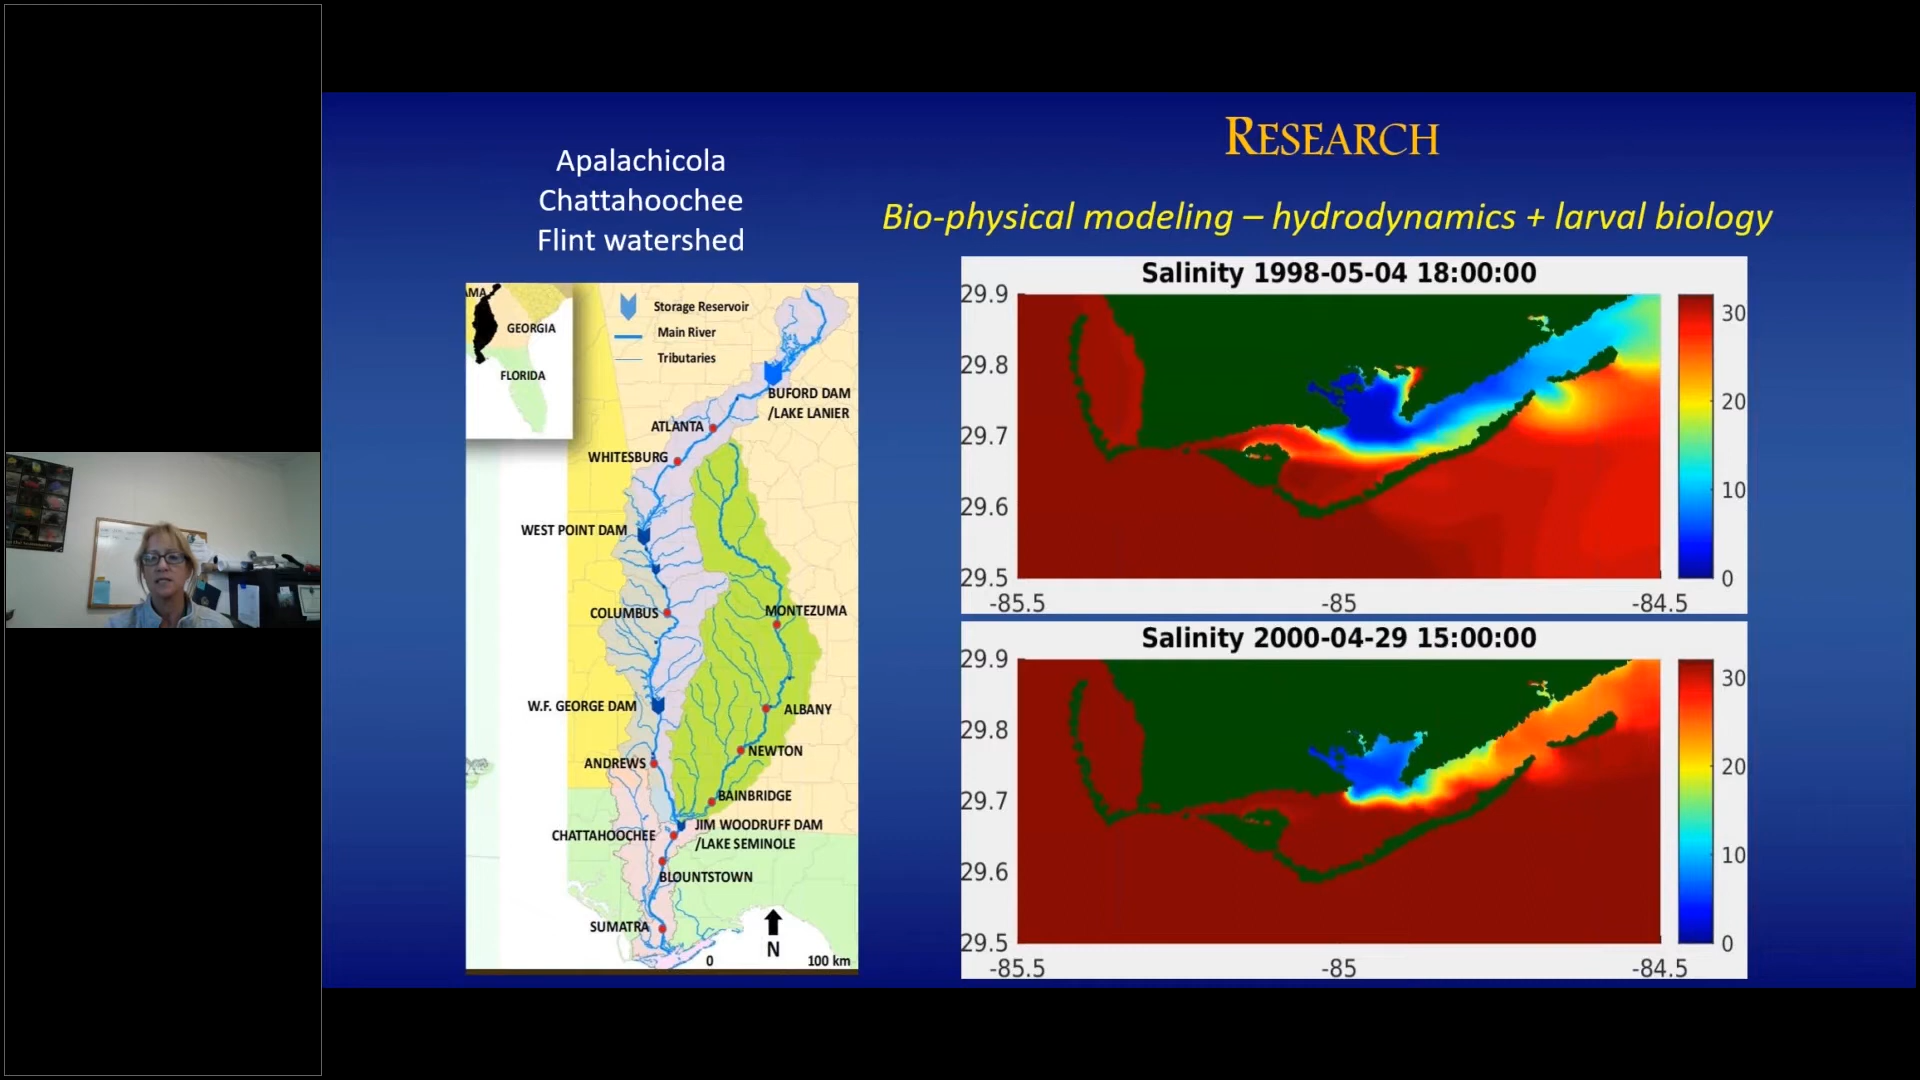 Apalachicola
Chattahoochee
Flint watershed
RESEARCH
Bio-physical modeling – hydrodynamics + larval biology
AMA
GEORGIA
FLORIDA
Storage Reservoir
Main River
Tributaries
BUFORD DAM
/LAKE LANIER
ATLANTA
WHITESBURG
WEST POINT DAM
COLUMBUS
MONTEZUMA
W.F. GEORGE DAM
ALBANY
NEWTON
ANDREWS
BAINBRIDGE
JIM WOODRUFF DAM
/LAKE SEMINOLE
CHATTAHOOCHEE
BLOUNTSTOWN
SUMATRA
N
0 100 km
Salinity 1998-05-04 18:00:00
29.9
29.8
29.7
29.6
29.5
-85.5 -85 -84.5
30
20
10
0
Salinity 2000-04-29 15:00:00
29.9
29.8
29.7
29.6
29.5
-85.5 -85 -84.5
30
20
10
0